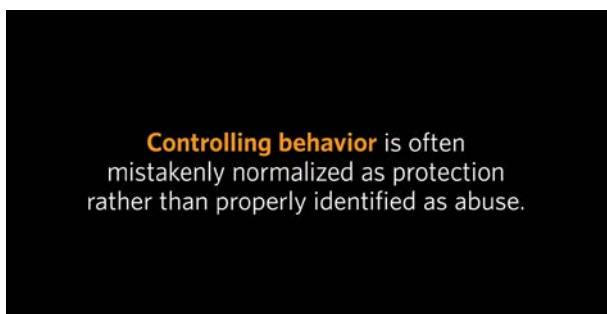 Controlling behavior is often
mistakenly normalized as protection
rather than properly identified as abuse.